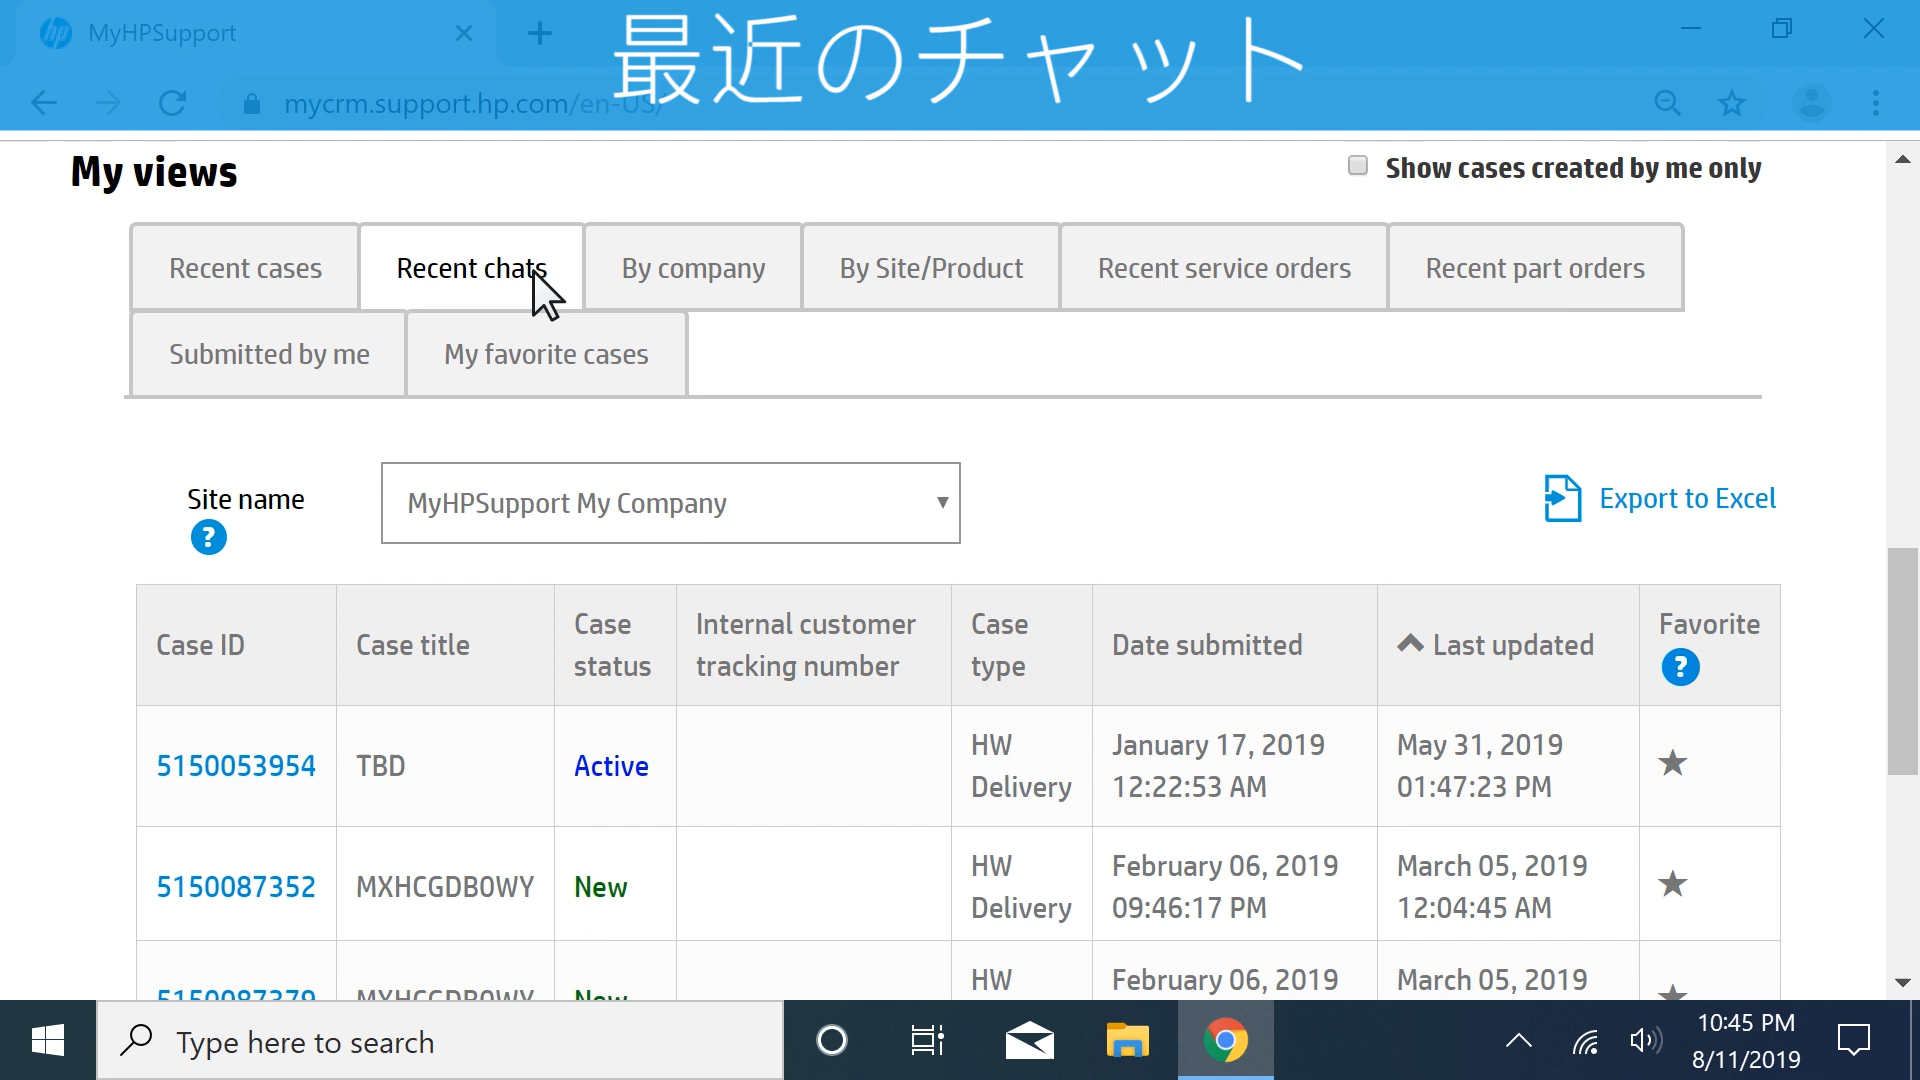 MyHPSupport
最近のチャット
mycrm.support.hp.com/en-US/
My views
Show cases created by me only
Recent cases
Recent chats
By company
By Site/Product
Recent service orders
Recent part orders
Submitted by me
My favorite cases
Site name
?
MyHPSupport My Company
Export to Excel
Case ID
Case title
Case
status
Internal customer
tracking number
Case
type
Date submitted
Last updated
Favorite
?
5150053954
TBD
Active
HW
Delivery
January 17, 2019
12:22:53 AM
May 31, 2019
01:47:23 PM
5150087352
MXHCGDB0WY
New
HW
Delivery
February 06, 2019
09:46:17 PM
March 05, 2019
12:04:45 AM
5150087379
MXHCGDB0WY
New
HW
February 06, 2019
March 05, 2019
Type here to search
10:45 PM
8/11/2019